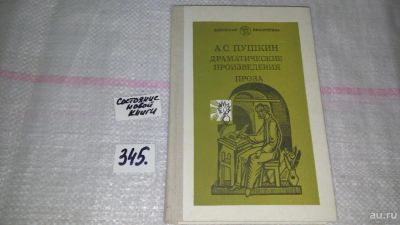 А.С. ПУШКИН
ДРАМАТИЧЕСКИЕ
ПРОИЗВЕДЕНИЯ
ПРОЗА
Состояние
новой
книги
345.
au.ru